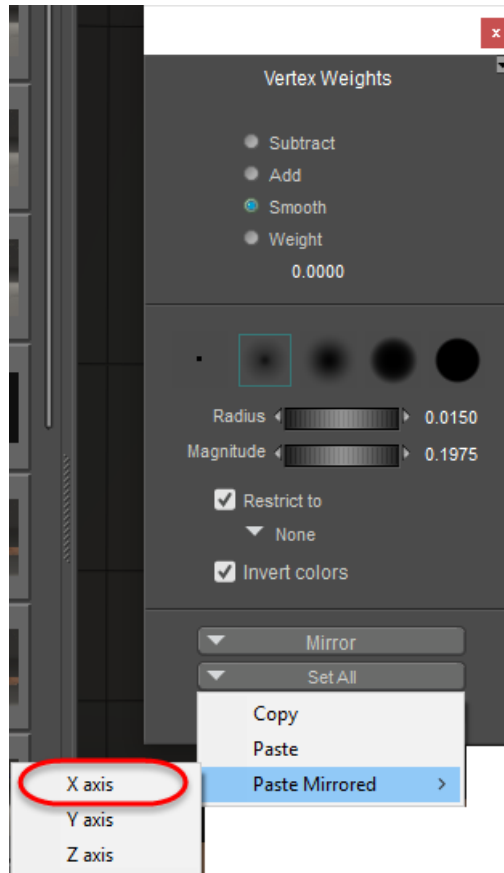 x
Vertex Weights
Subtract
Add
Smooth
Weight
0.0000
Radius 0.0150
Magnitude 0.1975
Restrict to
None
Invert colors
Mirror
Set All
Copy
Paste
Paste Mirrored
X axis
Y axis
Z axis